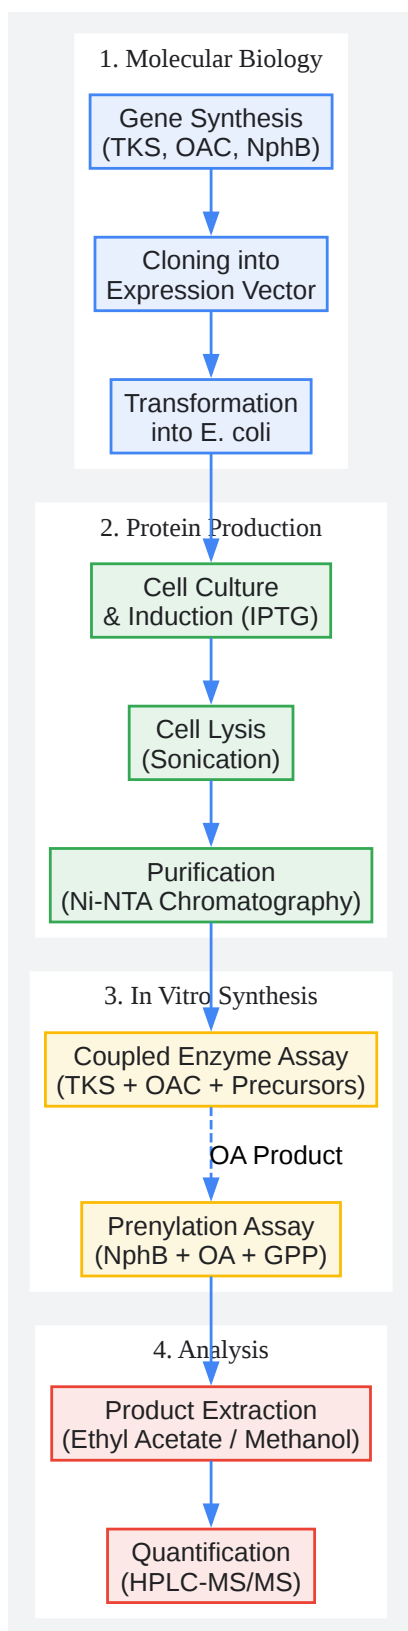 1. Molecular Biology
Gene Synthesis
(TKS, OAC, NphB)
Cloning into
Expression Vector
Transformation
into E. coli
2. Protein Production
Cell Culture
& Induction (IPTG)
Cell Lysis
(Sonication)
Purification
(Ni-NTA Chromatography)
3. In Vitro Synthesis
Coupled Enzyme Assay
(TKS + OAC + Precursors)
OA Product
Prenylation Assay
(NphB + OA + GPP)
4. Analysis
Product Extraction
(Ethyl Acetate / Methanol)
Quantification
(HPLC-MS/MS)